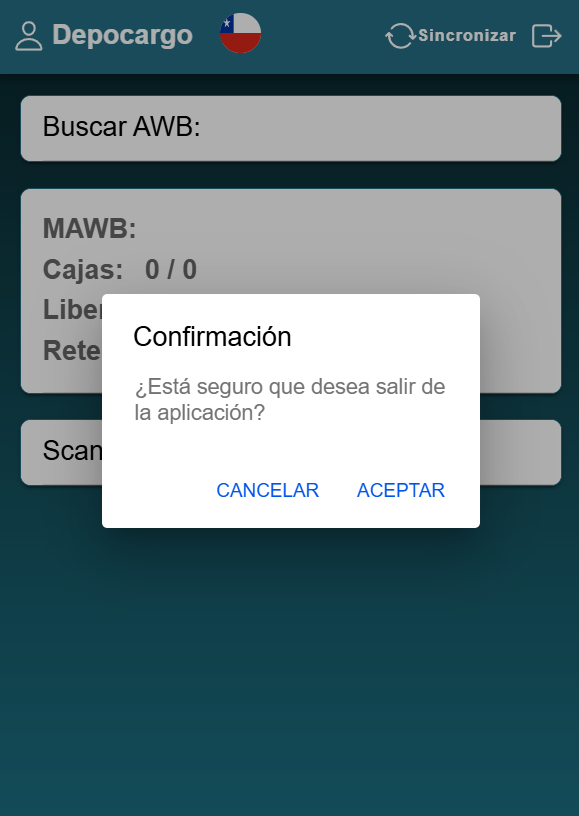 Depocargo Sincronizar
Buscar AWB:
MAWB:
Cajas: 0 / 0
Liber
Rete
Confirmación
¿Está seguro que desea salir de
la aplicación?
Scan
CANCELAR ACEPTAR